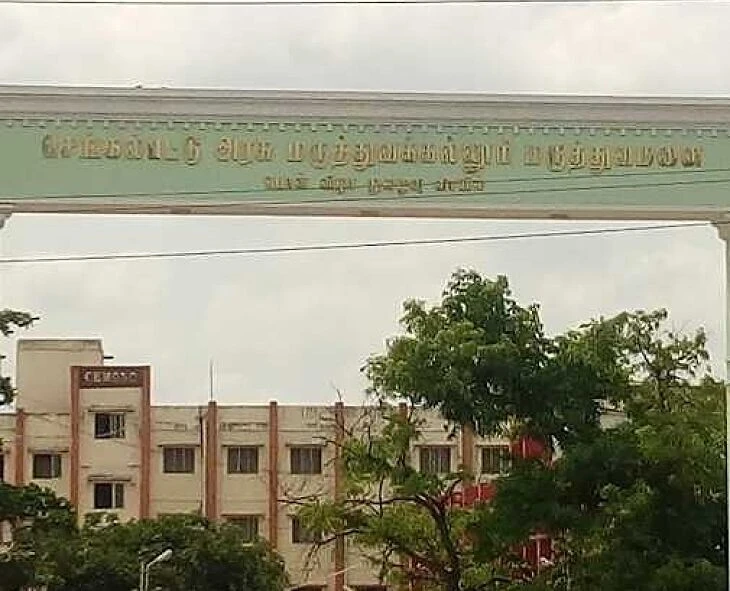 செங்கல்பட்டு அரசு மருத்துவக்கல்லூரி மருத்துவமனை
பொன் விழா நுழைவு வாயில்